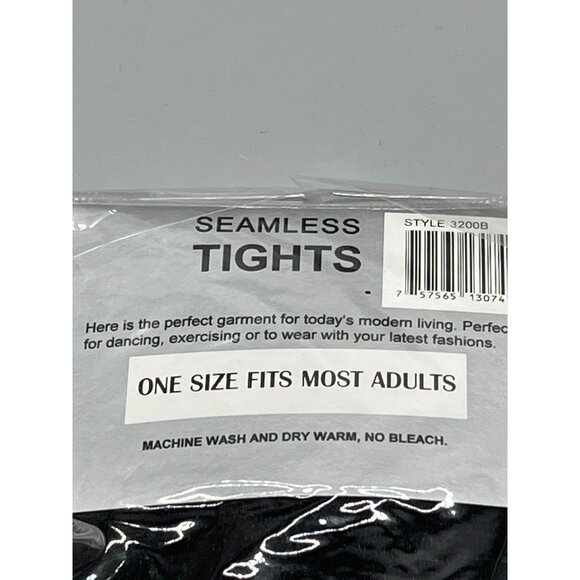 SEAMLESS
TIGHTS
STYLE 3200B
7 57565 13074
Here is the perfect garment for today's modern living. Perfec
for dancing, exercising or to wear with your latest fashions.
ONE SIZE FITS MOST ADULTS
MACHINE WASH AND DRY WARM, NO BLEACH.